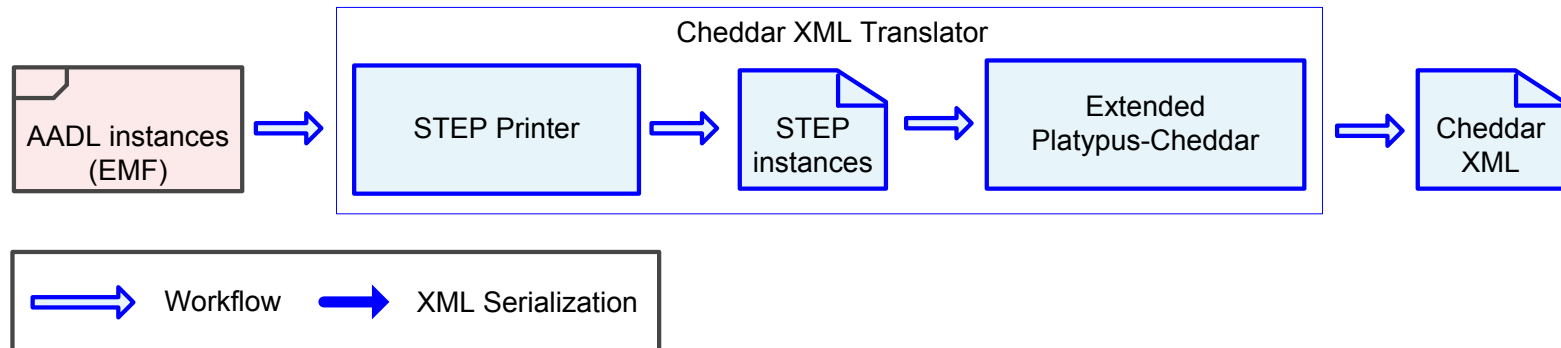 Cheddar XML Translator
AADL instances
(EMF)
STEP Printer
STEP
instances
Extended
Platypus-Cheddar
Cheddar
XML
Workflow
XML Serialization